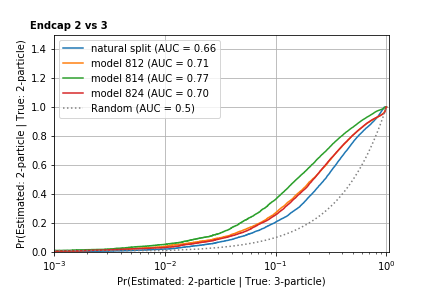 Endcap 2 vs 3
Pr(Estimated: 2-particle | True: 2-particle)
1.4
1.2
1.0
0.8
0.6
0.4
0.2
0.0
natural split (AUC = 0.66
model 812 (AUC = 0.71
model 814 (AUC = 0.77
model 824 (AUC = 0.70
Random (AUC = 0.5)
10⁻³
10⁻²
10⁻¹
10⁰
Pr(Estimated: 2-particle | True: 3-particle)